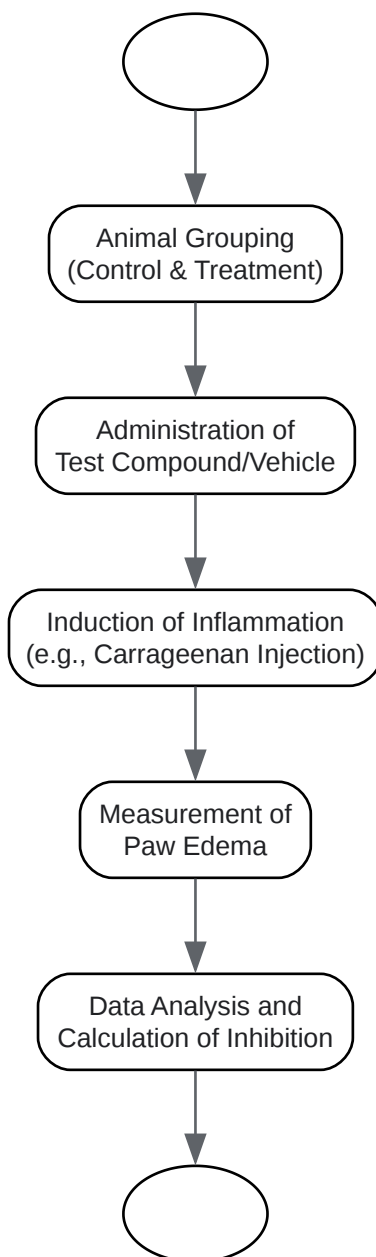 Animal Grouping
(Control & Treatment)
Administration of
Test Compound/Vehicle
Induction of Inflammation
(e.g., Carrageenan Injection)
Measurement of
Paw Edema
Data Analysis and
Calculation of Inhibition